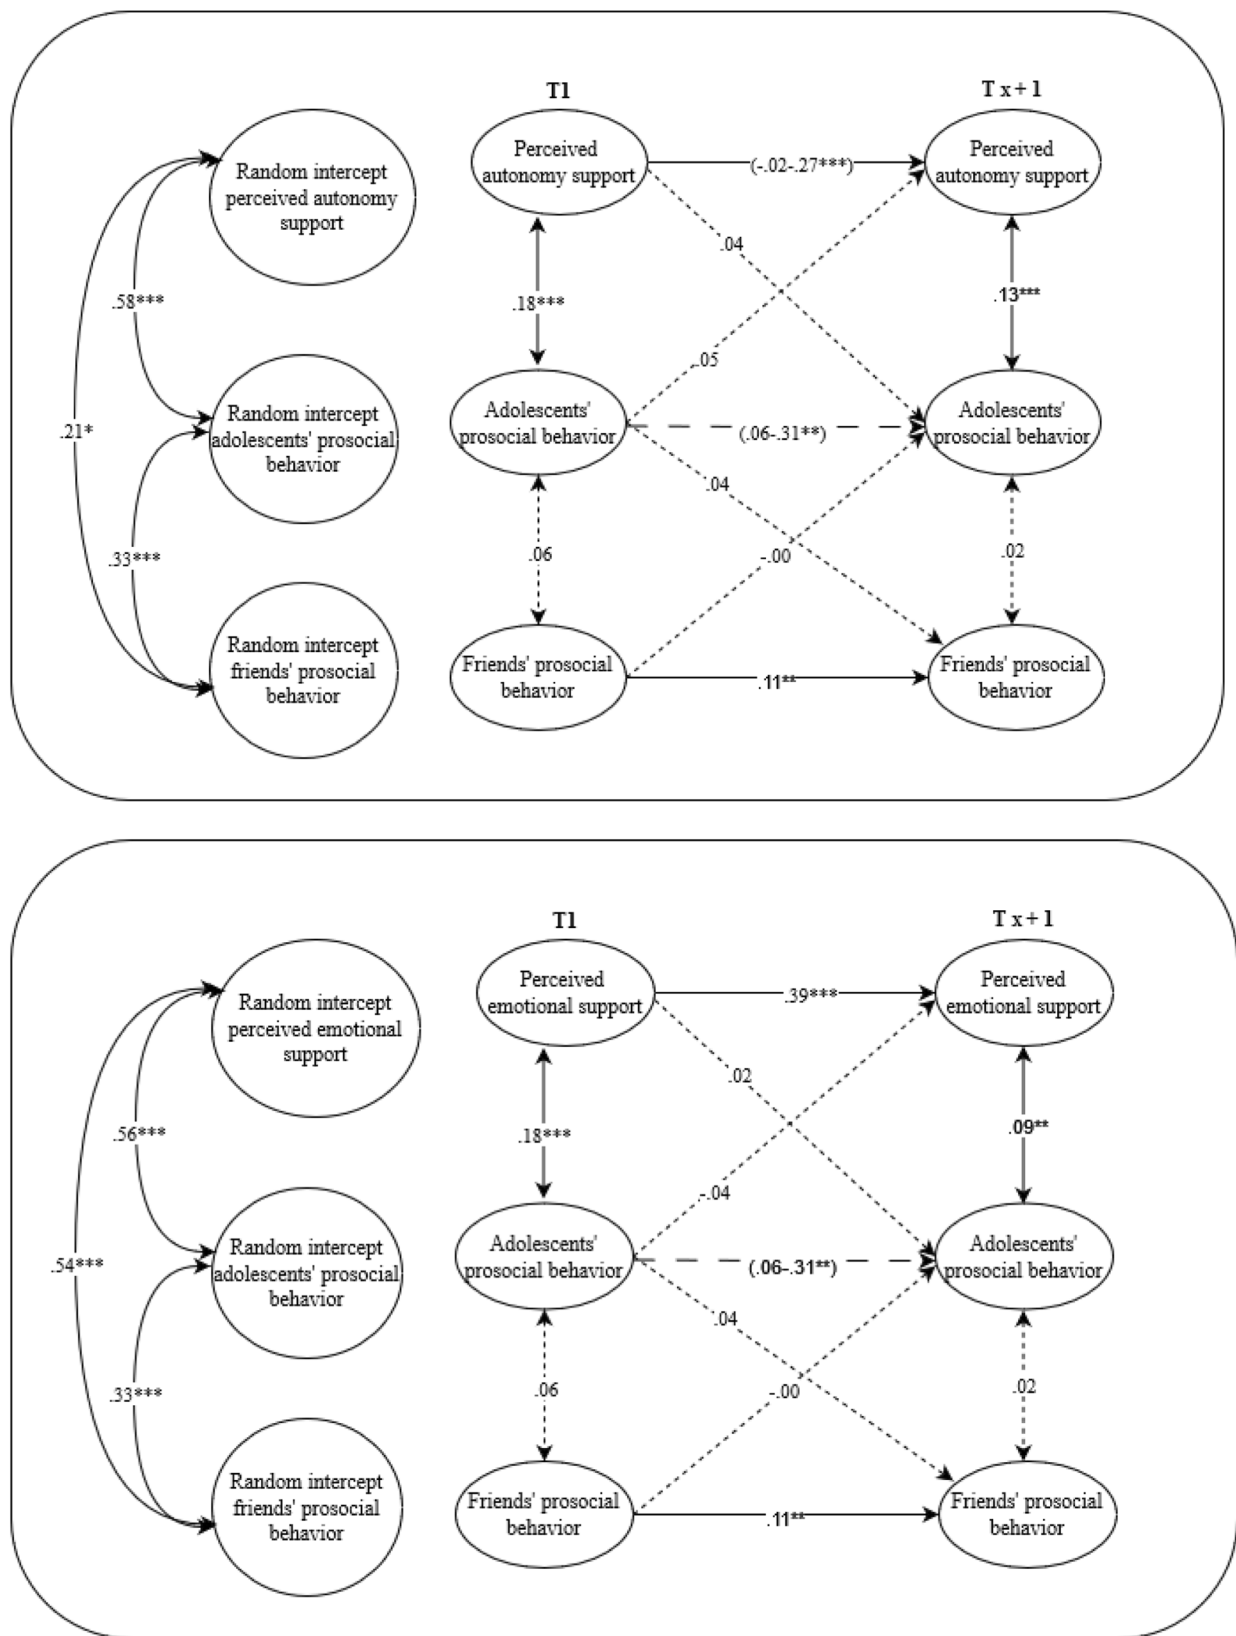 T1
T x + 1
Perceived
autonomy support
(-.02-.27***)
Perceived
autonomy support
Random intercept
perceived autonomy
support
.04
.58***
.18***
.13***
.05
.21*
Random intercept
adolescents' prosocial
behavior
Adolescents'
prosocial behavior
(.06-.31**)
Adolescents'
prosocial behavior
.04
.33***
.06
-.00
.02
Random intercept
friends' prosocial
behavior
Friends' prosocial
behavior
.11**
Friends' prosocial
behavior
T1
T x + 1
Perceived
emotional support
.39***
Perceived
emotional support
Random intercept
perceived emotional
support
.02
.56***
.18***
.09**
-.04
.54***
Random intercept
adolescents' prosocial
behavior
Adolescents'
prosocial behavior
(.06-.31**)
Adolescents'
prosocial behavior
.04
.33***
.06
-.00
.02
Random intercept
friends' prosocial
behavior
Friends' prosocial
behavior
.11**
Friends' prosocial
behavior